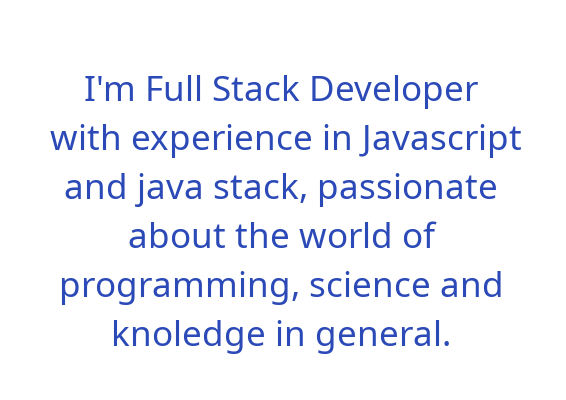 I'm Full Stack Developer
with experience in Javascript
and java stack, passionate
about the world of
programming, science and
knoledge in general.